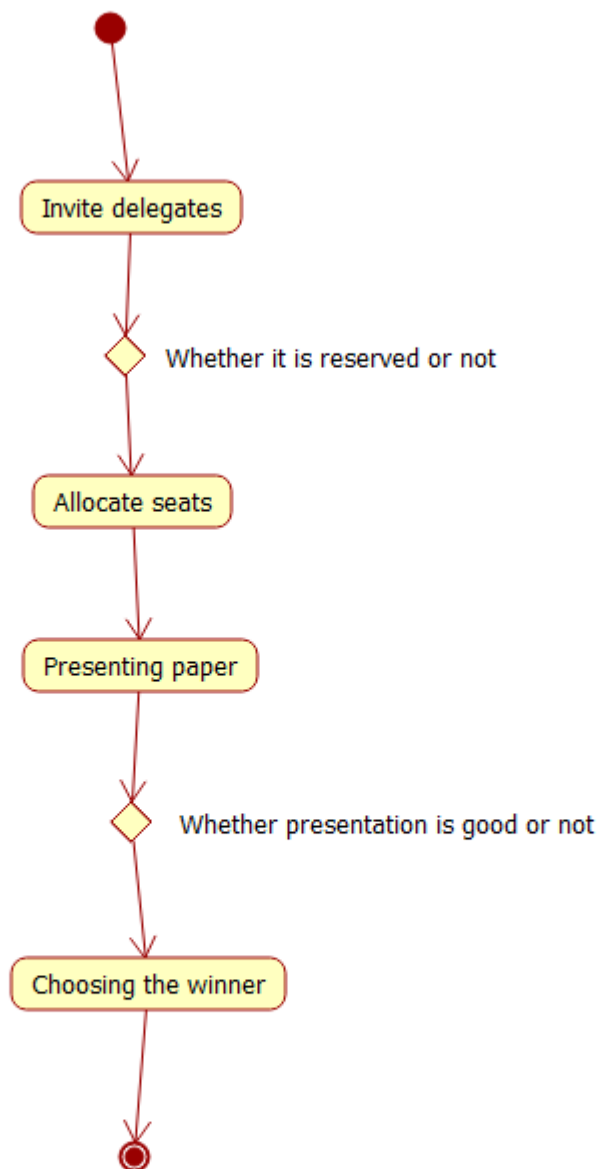 Invite delegates
Whether it is reserved or not
Allocate seats
Presenting paper
Whether presentation is good or not
Choosing the winner